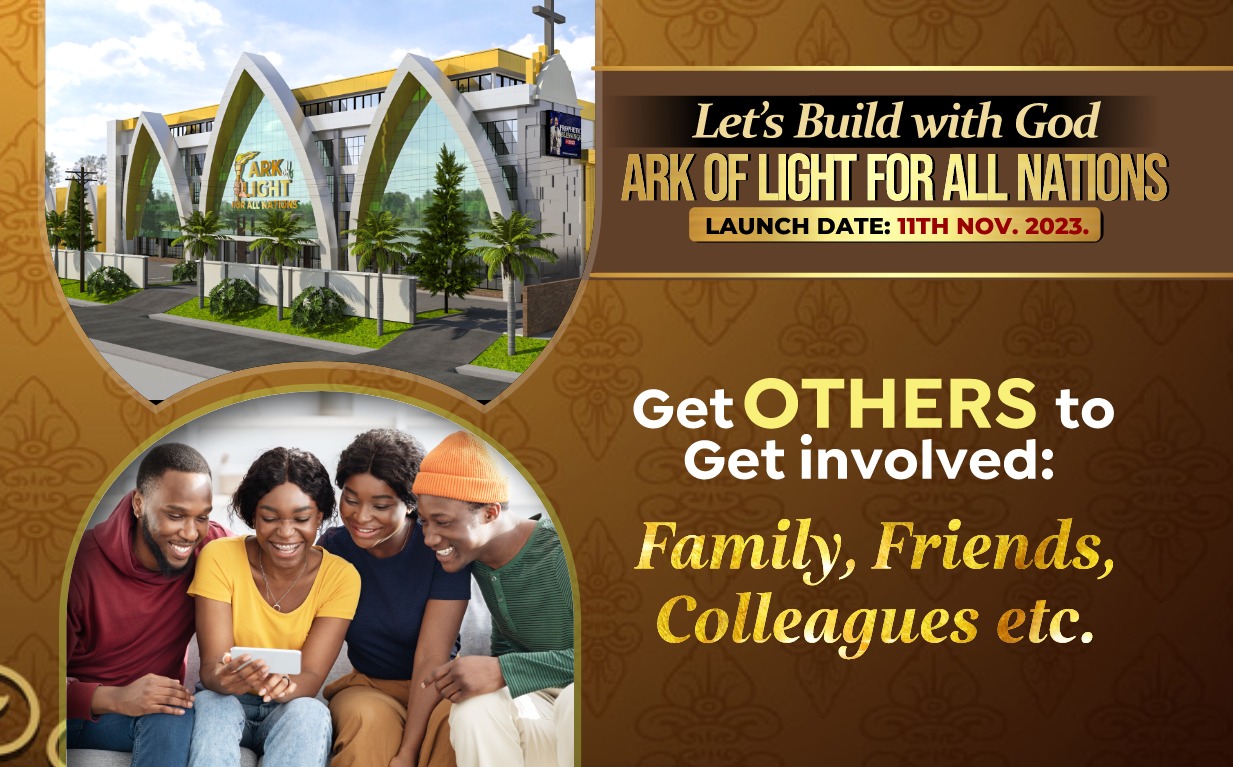 Let's Build with God
ARK OF LIGHT FOR ALL NATIONS
LAUNCH DATE: 11TH NOV. 2023.
ARK of
LIGHT
FOR ALL NATIONS
Get OTHERS to
Get involved:
Family, Friends,
Colleagues etc.